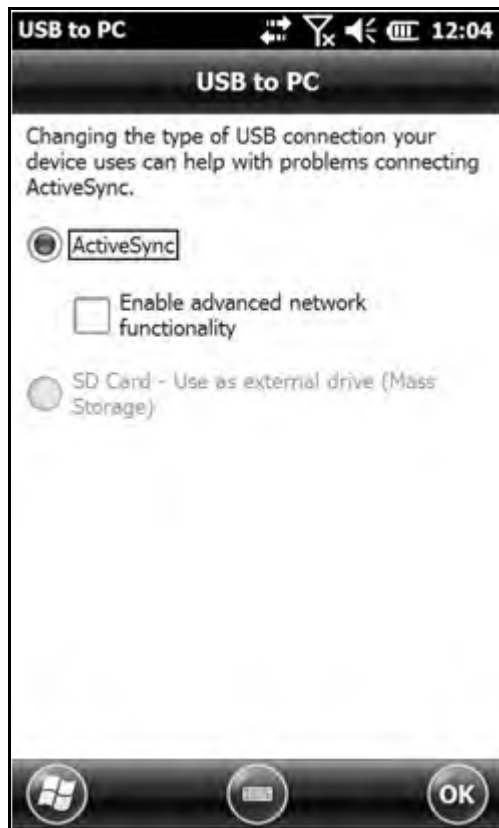 USB to PC 12:04
USB to PC
Changing the type of USB connection your
device uses can help with problems connecting
ActiveSync.
ActiveSync
Enable advanced network
functionality
SD Card - Use as external drive (Mass
Storage)
OK